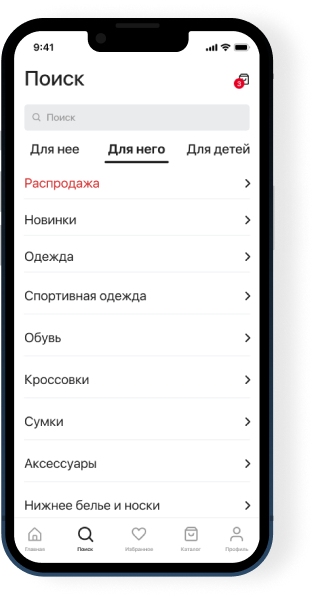 9:41
Поиск
3
Поиск
Для нее Для него Для детей
Распродажа
Новинки
Одежда
Спортивная одежда
Обувь
Кроссовки
Сумки
Аксессуары
Нижнее белье и носки
Главная Поиск Избранное Каталог Профиль